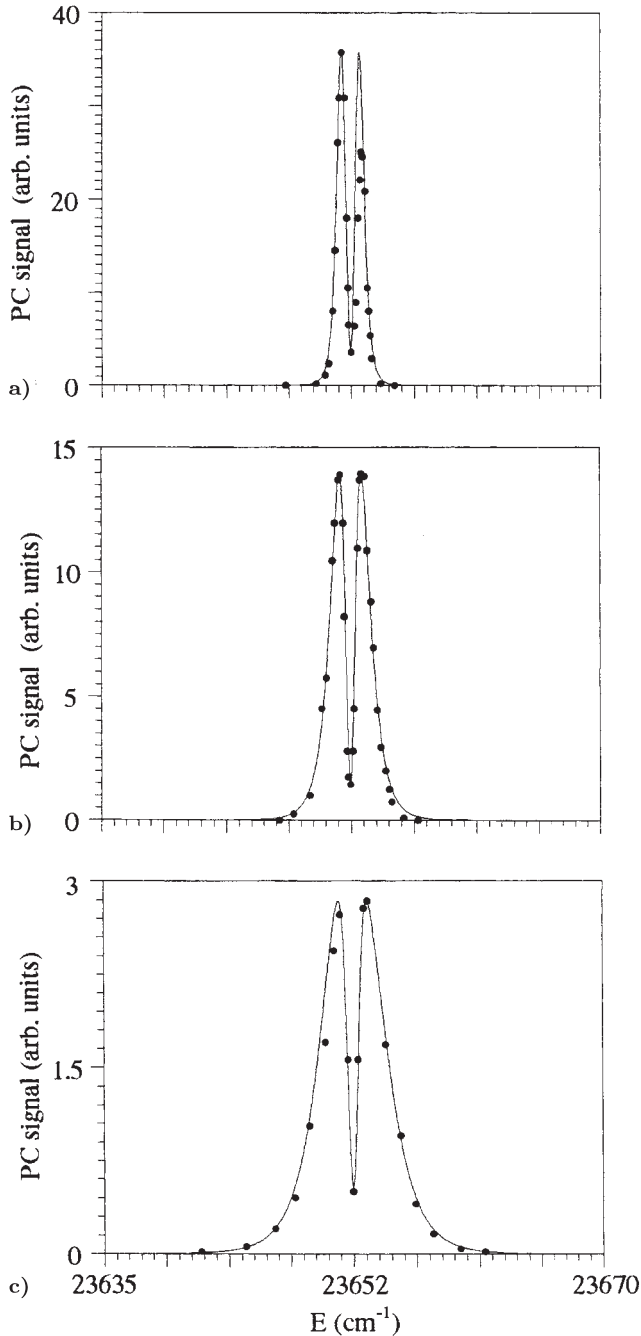 40
20
0
PC signal (arb. units)
a)
15
10
5
0
PC signal (arb. units)
b)
3
1.5
0
PC signal (arb. units)
c)
23635 23652 23670
E (cm⁻¹)